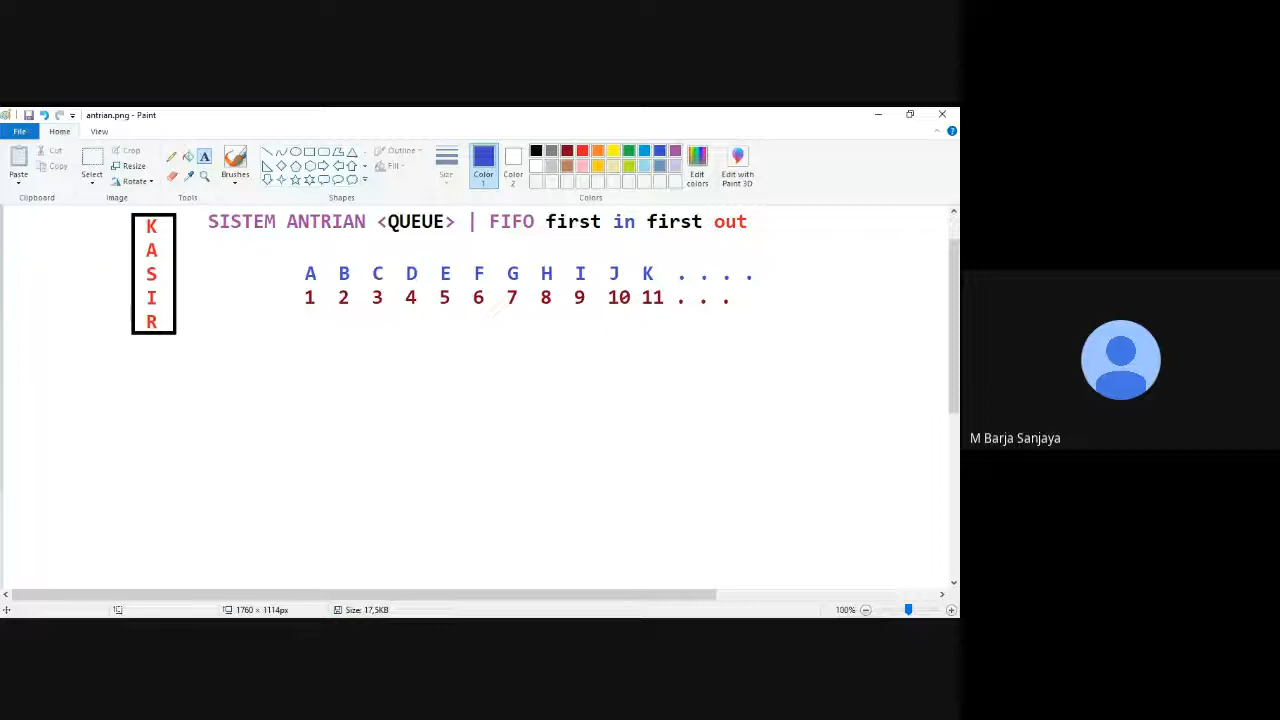 antrian.png - Paint
File Home View
Paste Cut Copy Select Crop Resize Rotate Brushes Outline Fill Size Color 1 Color 2 Edit colors Edit with Paint 3D
Clipboard Image Tools Shapes Colors
SISTEM ANTRIAN <QUEUE> | FIFO first in first out
K
A
S
I
R
A B C D E F G H I J K . . . .
1 2 3 4 5 6 7 8 9 10 11 . . .
M Barja Sanjaya
1760 × 1114px Size: 17,5KB 100%